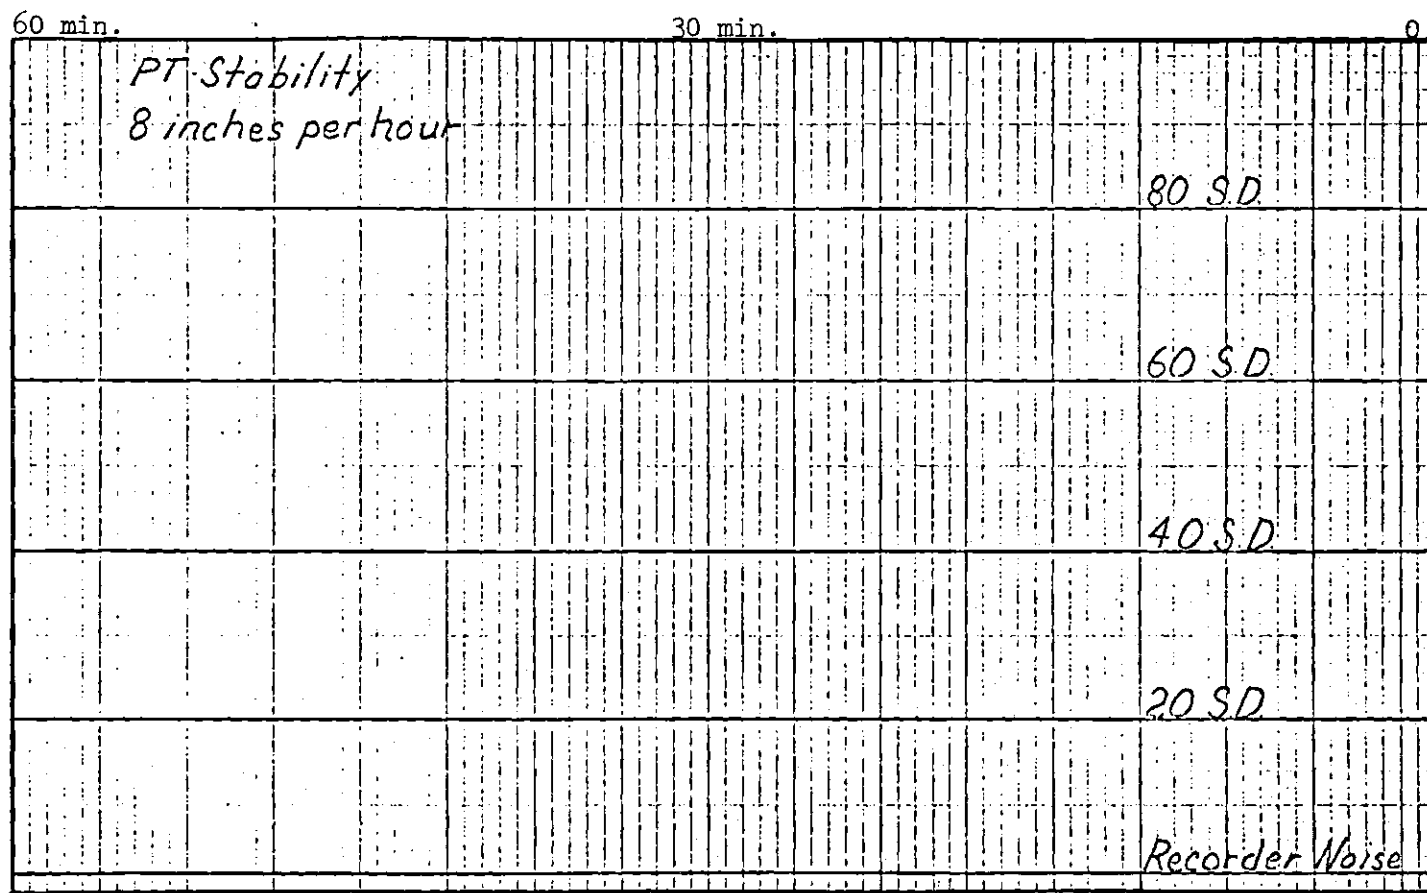 60 min. 30 min. 0
PT Stability
8 inches per hour
80 S.D.
60 S.D.
40 S.D.
20 S.D.
Recorder Noise